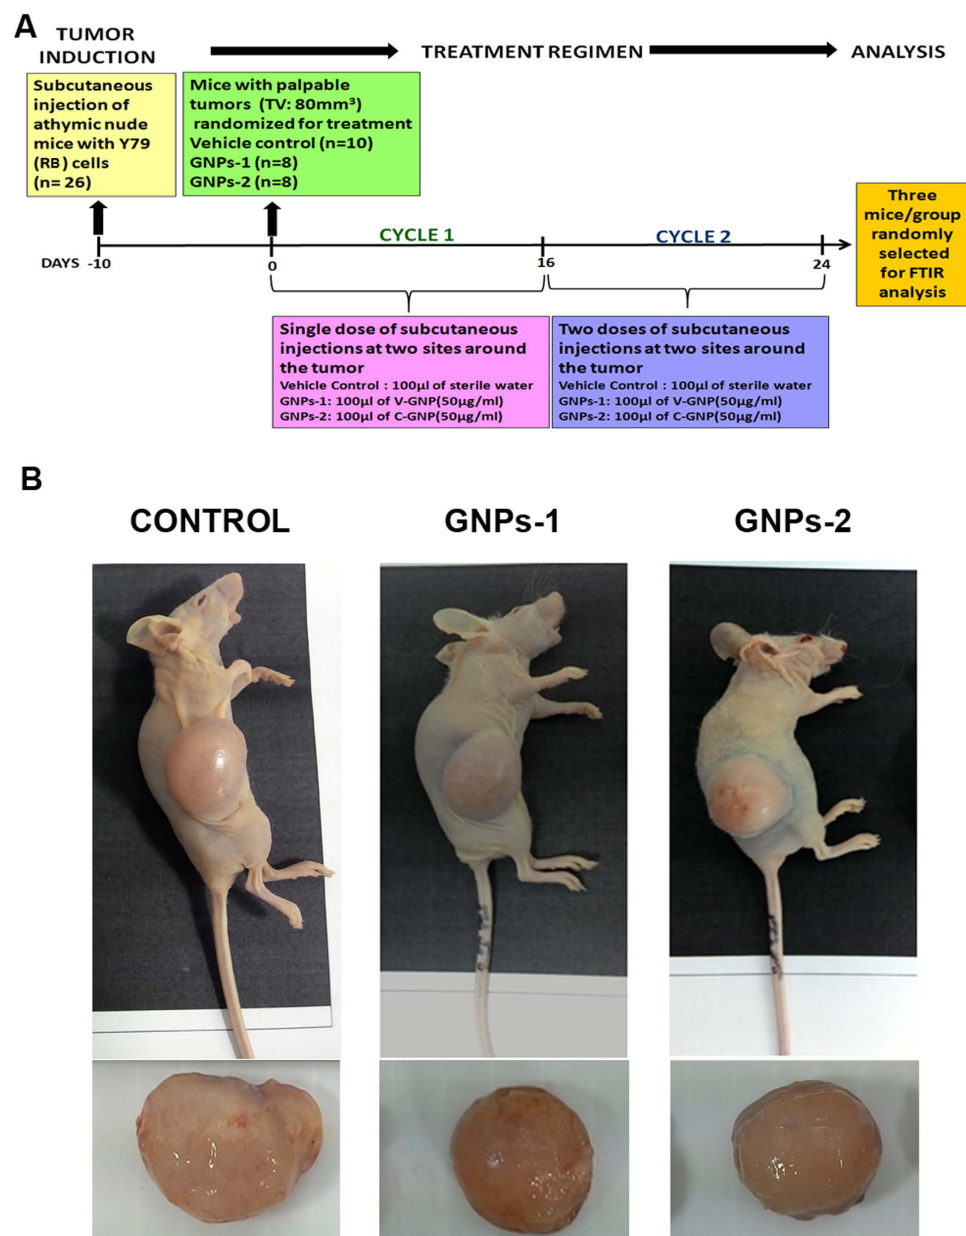 A
TUMOR
INDUCTION
TREATMENT REGIMEN
ANALYSIS
Subcutaneous
injection of
athymic nude
mice with Y79
(RB) cells
(n= 26)
Mice with palpable
tumors (TV: 80mm³)
randomized for treatment
Vehicle control (n=10)
GNPs-1 (n=8)
GNPs-2 (n=8)
Three
mice/group
randomly
selected
for FTIR
analysis
CYCLE 1
CYCLE 2
DAYS -10
0
16
24
Single dose of subcutaneous
injections at two sites around
the tumor
Vehicle Control : 100µl of sterile water
GNPs-1: 100µl of V-GNP(50µg/ml)
GNPs-2: 100µl of C-GNP(50µg/ml)
Two doses of subcutaneous
injections at two sites around
the tumor
Vehicle Control : 100µl of sterile water
GNPs-1: 100µl of V-GNP(50µg/ml)
GNPs-2: 100µl of C-GNP(50µg/ml)
B
CONTROL
GNPs-1
GNPs-2